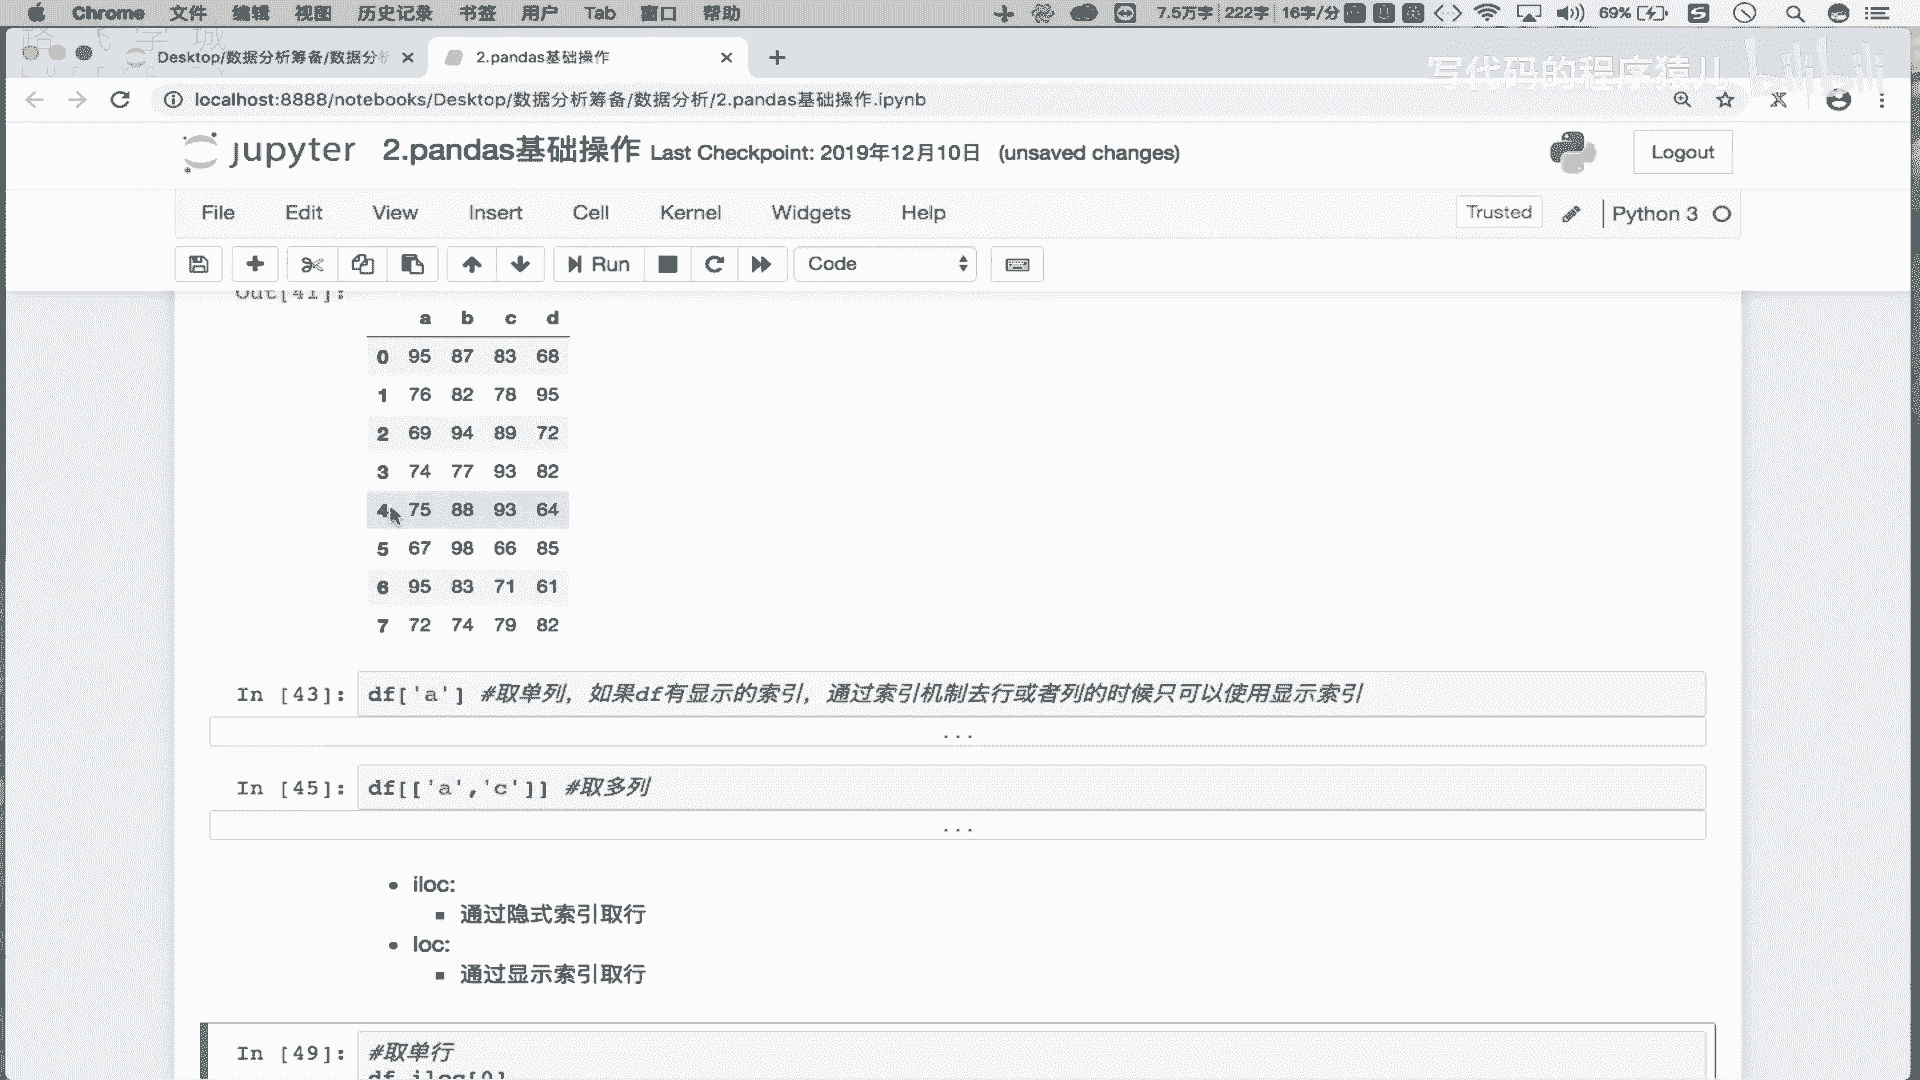 Chrome 文件 编辑 视图 历史记录 书签 用户 Tab 窗口 帮助 7.5万字 222字 16字/分 69%
Desktop/数据分析筹备/数据分析 2.pandas基础操作
写代码的程序猿儿 bilibili
localhost:8888/notebooks/Desktop/数据分析筹备/数据分析/2.pandas基础操作.ipynb
jupyter 2.pandas基础操作 Last Checkpoint: 2019年12月10日 (unsaved changes) Logout
File Edit View Insert Cell Kernel Widgets Help Trusted Python 3
Run Code
Out[41]:
a b c d
0 95 87 83 68
1 76 82 78 95
2 69 94 89 72
3 74 77 93 82
4 75 88 93 64
5 67 98 66 85
6 95 83 71 61
7 72 74 79 82
In [43]: df['a'] #取单列，如果df有显示的索引，通过索引机制去行或者列的时候只可以使用显示索引
...
In [45]: df[['a','c']] #取多列
...
iloc:
通过隐式索引取行
loc:
通过显示索引取行
In [49]: #取单行
df.iloc[0]